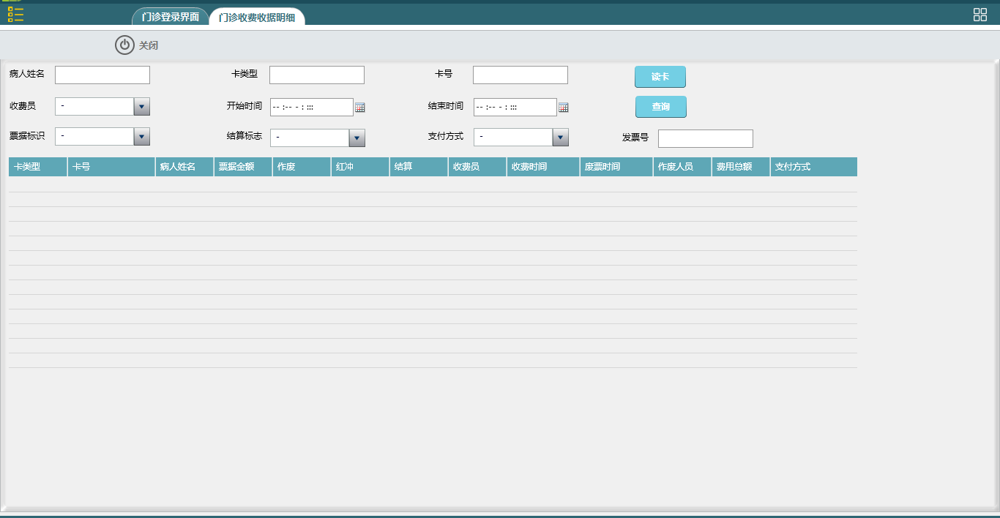 门诊登录界面 门诊收费收据明细
关闭
病人姓名 卡类型 卡号 读卡
收费员 - 开始时间 -- :-- - : ::: 结束时间 -- :-- - : ::: 查询
票据标识 - 结算标志 - 支付方式 - 发票号
卡类型 卡号 病人姓名 票据金额 作废 红冲 结算 收费员 收费时间 废票时间 作废人员 费用总额 支付方式